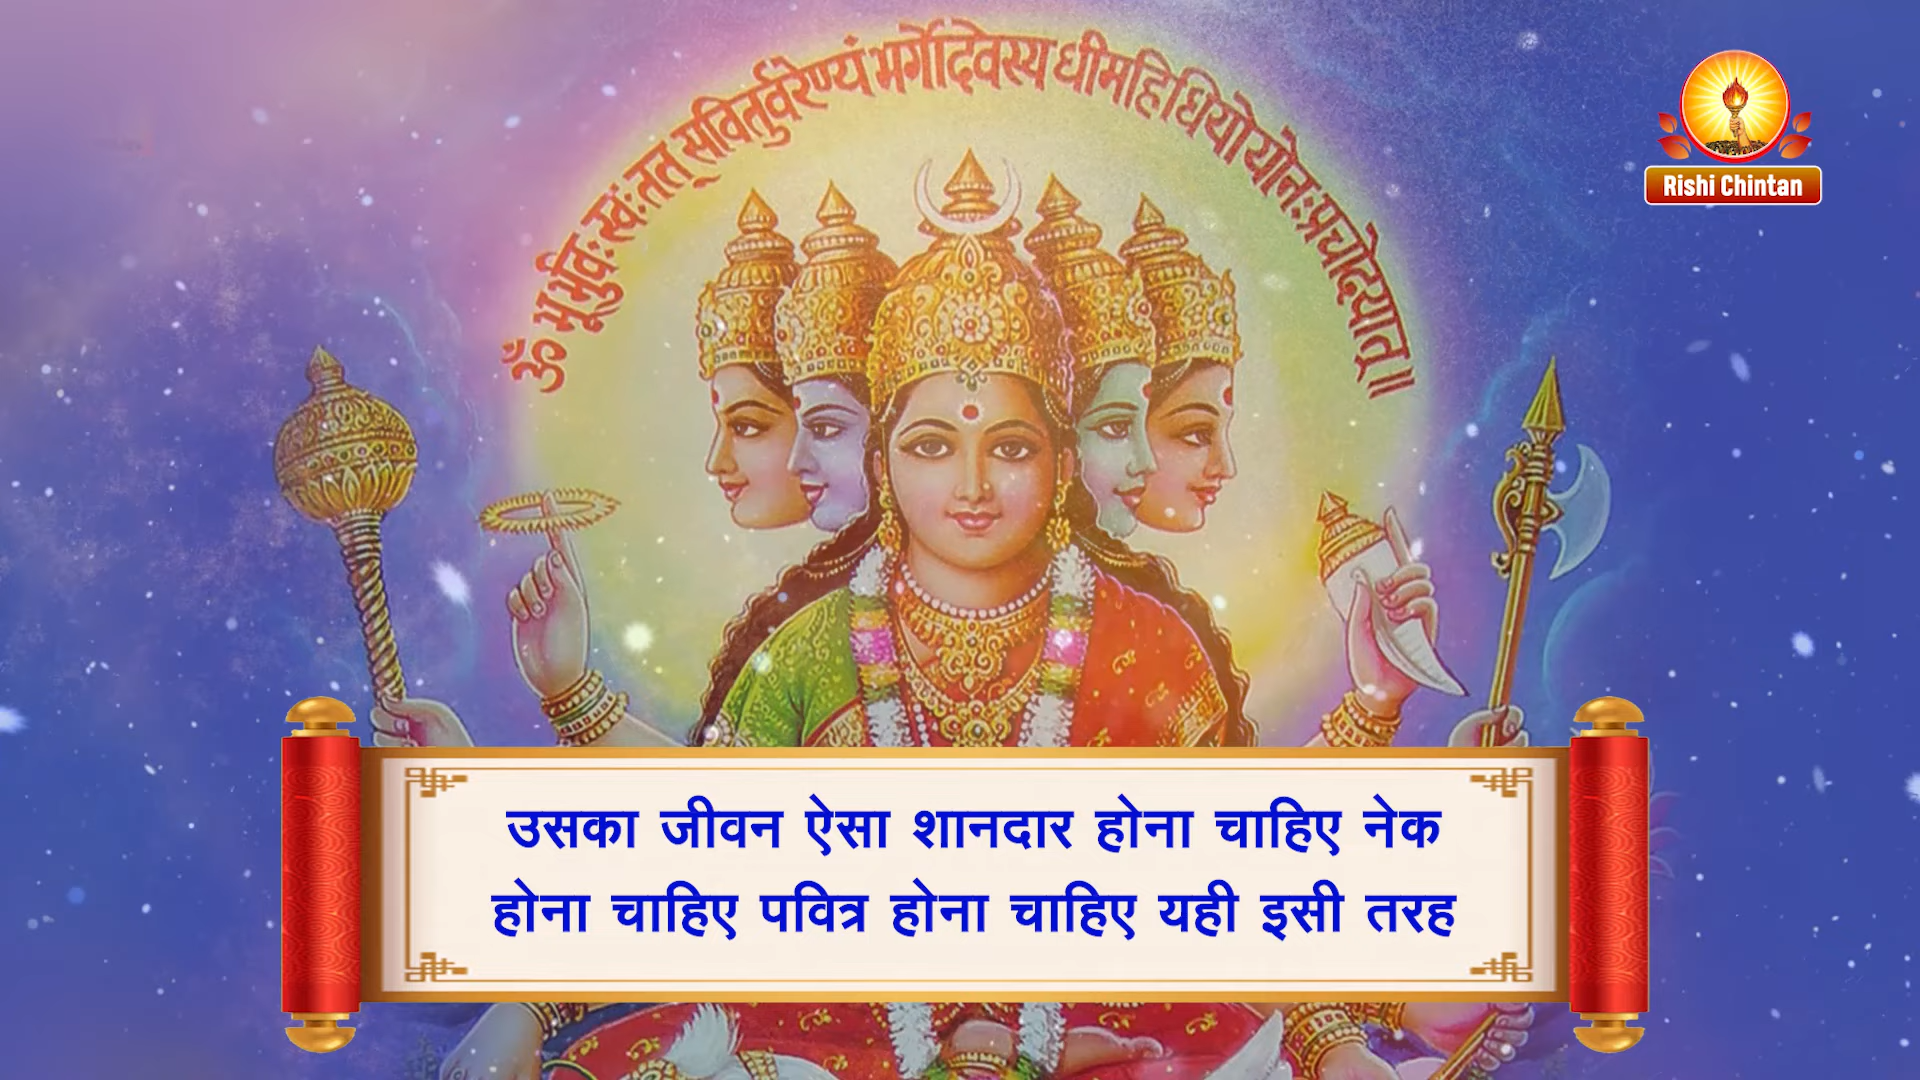 ॐ भूर्भुवः स्वः तत् सवितुर्वरेण्यं भर्गो देवस्य धीमहि धियो योनः प्रचोदयात् ॥
Rishi Chintan
उसका जीवन ऐसा शानदार होना चाहिए नेक
होना चाहिए पवित्र होना चाहिए यही इसी तरह